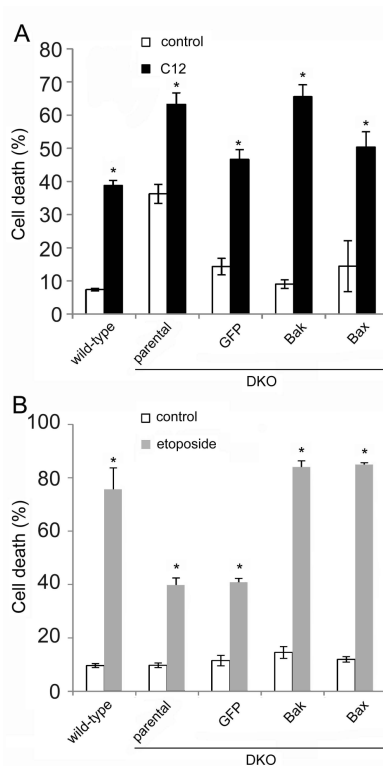 A
control
C12
Cell death (%)
80
70
60
50
40
30
20
10
0
* * * * *
wild-type parental GFP Bak Bax
DKO
B
control
etoposide
Cell death (%)
100
80
60
40
20
0
* * * * *
wild-type parental GFP Bak Bax
DKO